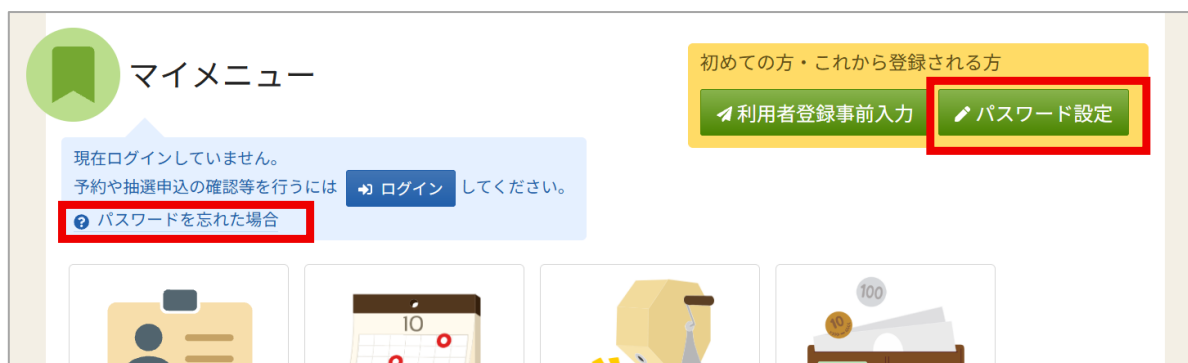 マイメニュー
初めての方・これから登録される方
利用者登録事前入力
パスワード設定
現在ログインしていません。
予約や抽選申込の確認等を行うには ログイン してください。
パスワードを忘れた場合
10
100
10